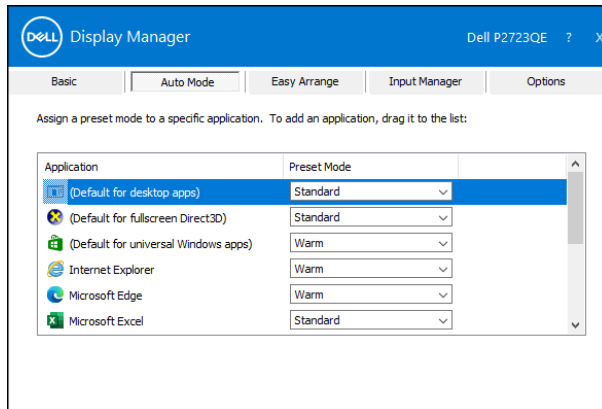 DELL Display Manager Dell P2723QE ? X
Basic Auto Mode Easy Arrange Input Manager Options
Assign a preset mode to a specific application. To add an application, drag it to the list:
Application Preset Mode
(Default for desktop apps) Standard
(Default for fullscreen Direct3D) Standard
(Default for universal Windows apps) Warm
Internet Explorer Warm
Microsoft Edge Warm
Microsoft Excel Standard